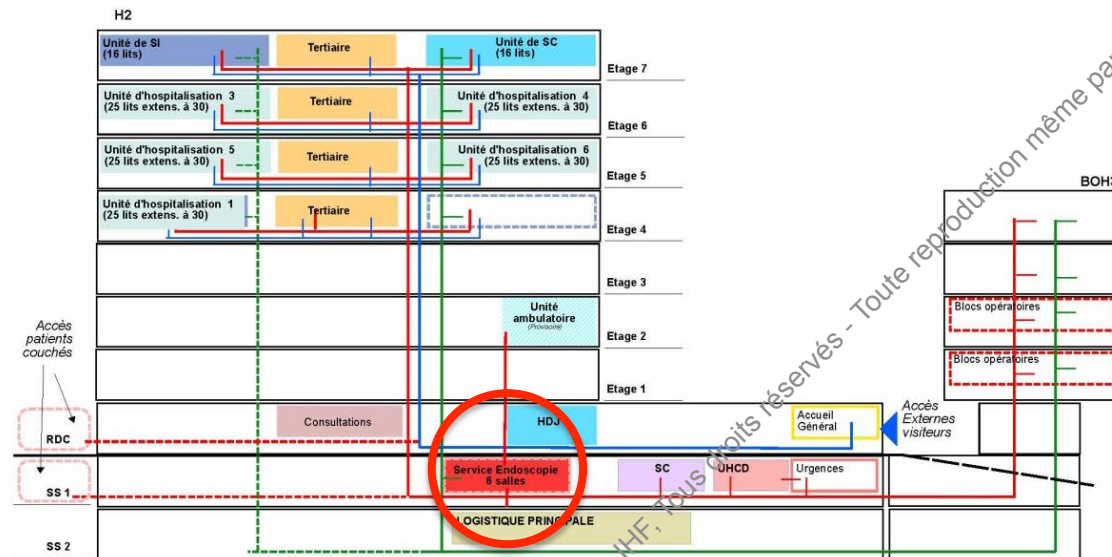 H2
Unité de SI
(16 lits)
Tertiaire
Unité de SC
(16 lits)
Etage 7
Unité d'hospitalisation 3
(25 lits extens. à 30)
Tertiaire
Unité d'hospitalisation 4
(25 lits extens. à 30)
Etage 6
Unité d'hospitalisation 5
(25 lits extens. à 30)
Tertiaire
Unité d'hospitalisation 6
(25 lits extens. à 30)
Etage 5
Unité d'hospitalisation 1
(25 lits extens. à 30)
Tertiaire
Etage 4
BOH3
Etage 3
Unité
ambulatoire
(Provisoire)
Etage 2
Blocs opératoires
Accès
patients
couchés
Etage 1
Blocs opératoires
RDC
Consultations
HDJ
Accueil
Général
Accès
Externes
visiteurs
SS 1
Service Endoscopie
6 salles
SC
UHCD
Urgences
LOGISTIQUE PRINCIPALE
SS 2
IHF, Tous droits réservés - Toute reproduction même par